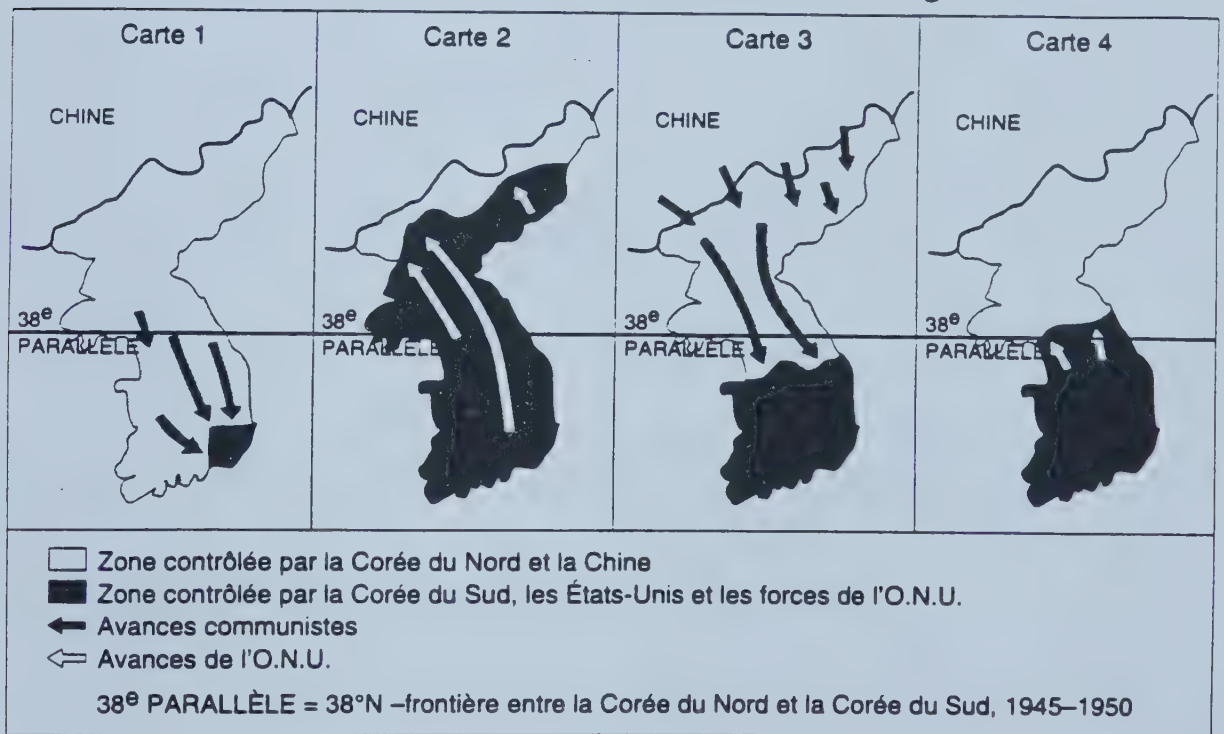 Carte 1
CHINE
38e
PARALLÈLE
Carte 2
CHINE
38e
PARALLÈLE
Carte 3
CHINE
38e
PARALLÈLE
Carte 4
CHINE
38e
PARALLÈLE
Zone contrôlée par la Corée du Nord et la Chine
Zone contrôlée par la Corée du Sud, les États-Unis et les forces de l'O.N.U.
Avances communistes
Avances de l'O.N.U.
38e PARALLÈLE = 38°N –frontière entre la Corée du Nord et la Corée du Sud, 1945–1950